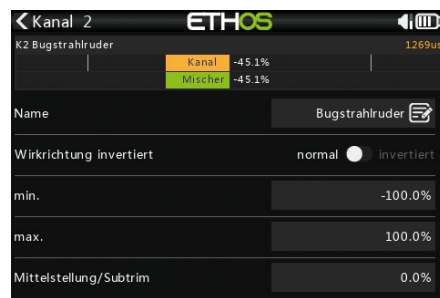 Kanal 2
ETHOS
K2 Bugstrahlruder 1269us
Kanal -45.1%
Mischer -45.1%
Name Bugstrahlruder
Wirkrichtung invertiert normal invertiert
min. -100.0%
max. 100.0%
Mittelstellung/Subtrim 0.0%